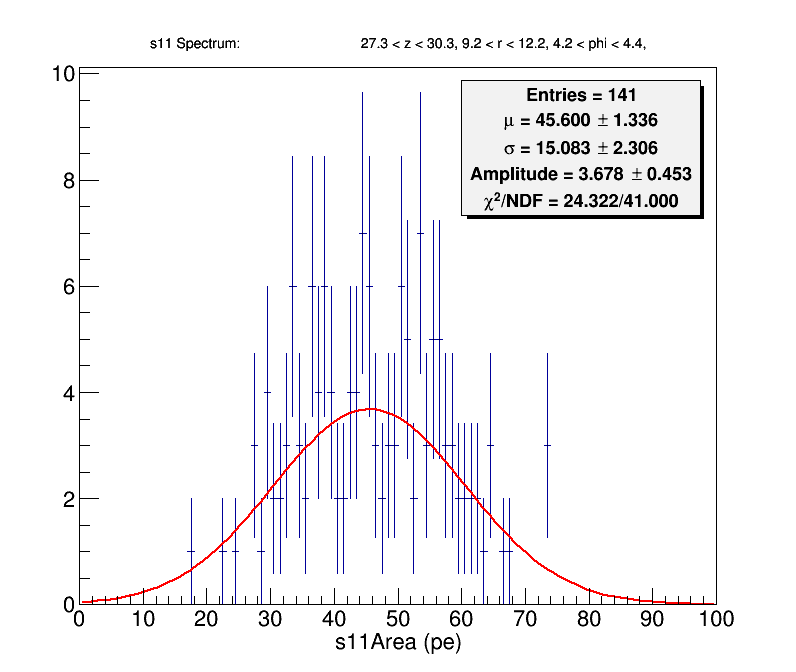 s11 Spectrum: 27.3 < z < 30.3, 9.2 < r < 12.2, 4.2 < phi < 4.4,
Entries = 141
μ = 45.600 ± 1.336
σ = 15.083 ± 2.306
Amplitude = 3.678 ± 0.453
χ²/NDF = 24.322/41.000
10
8
6
4
2
0
0 10 20 30 40 50 60 70 80 90 100
s11Area (pe)